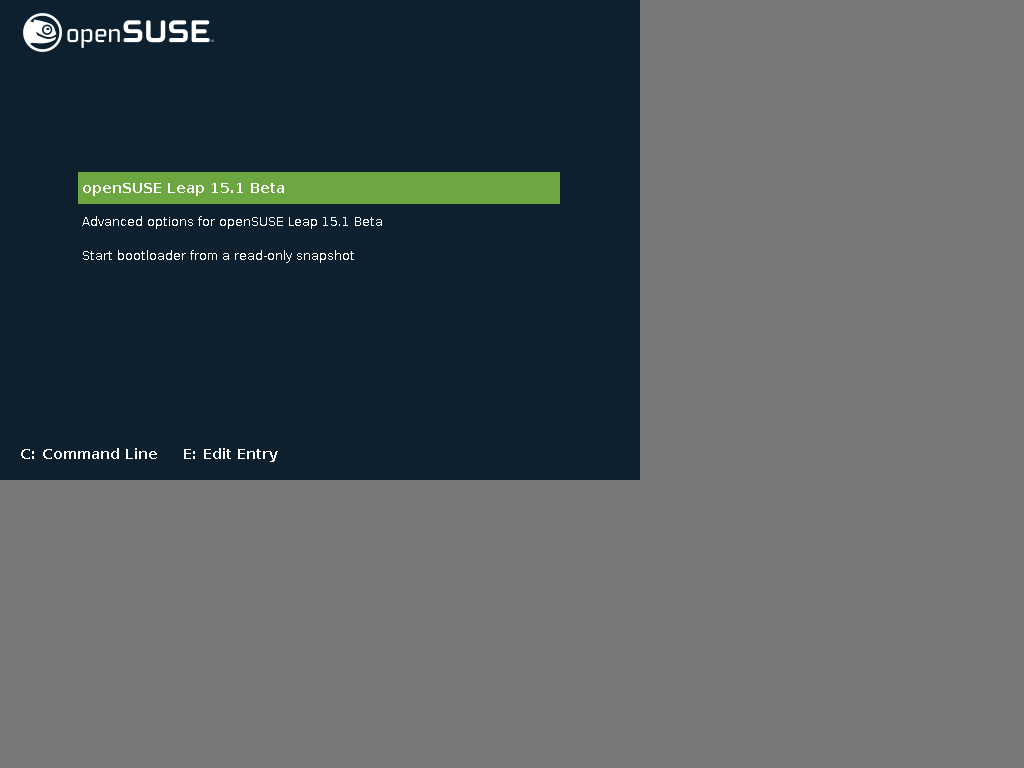 openSUSE
openSUSE Leap 15.1 Beta
Advanced options for openSUSE Leap 15.1 Beta
Start bootloader from a read-only snapshot
C: Command Line E: Edit Entry